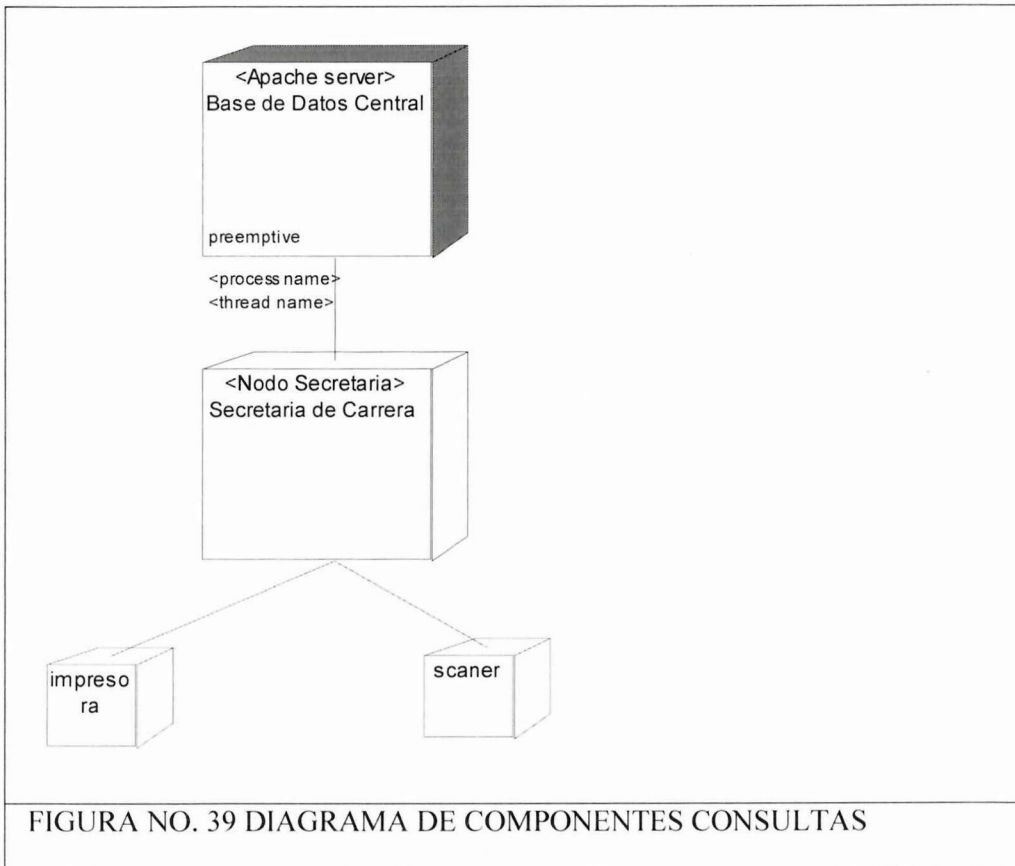 <Apache server>
Base de Datos Central
preemptive
<process name>
<thread name>
<Nodo Secretaria>
Secretaria de Carrera
impreso
ra
scaner
FIGURA NO. 39 DIAGRAMA DE COMPONENTES CONSULTAS